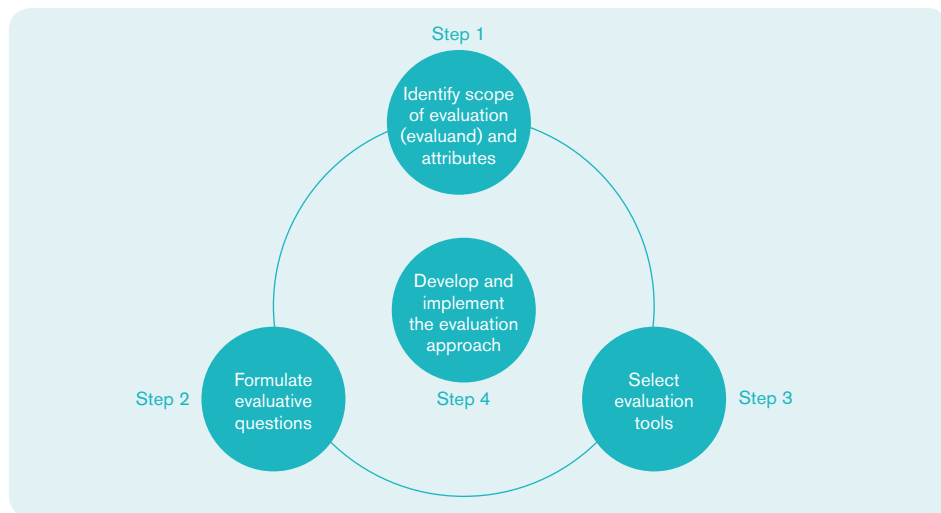 Step 1
Identify scope
of evaluation
(evaluand) and
attributes
Step 2
Formulate
evaluative
questions
Step 3
Select
evaluation
tools
Develop and
implement
the evaluation
approach
Step 4